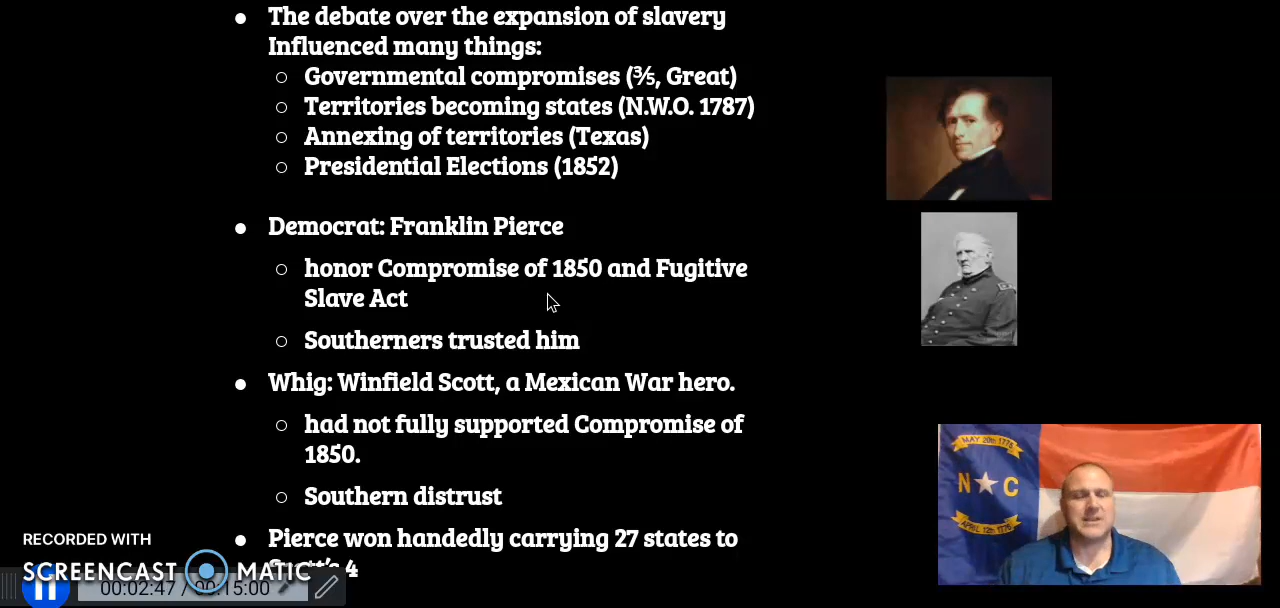 The debate over the expansion of slavery
Influenced many things:
Governmental compromises (⅗, Great)
Territories becoming states (N.W.O. 1787)
Annexing of territories (Texas)
Presidential Elections (1852)
Democrat: Franklin Pierce
honor Compromise of 1850 and Fugitive
Slave Act
Southerners trusted him
Whig: Winfield Scott, a Mexican War hero.
had not fully supported Compromise of
1850.
Southern distrust
Pierce won handedly carrying 27 states to
4
MAY 20th 1775
N C
APRIL 12th 1776
RECORDED WITH
SCREENCAST MATIC
00:02:47 / 00:15:00